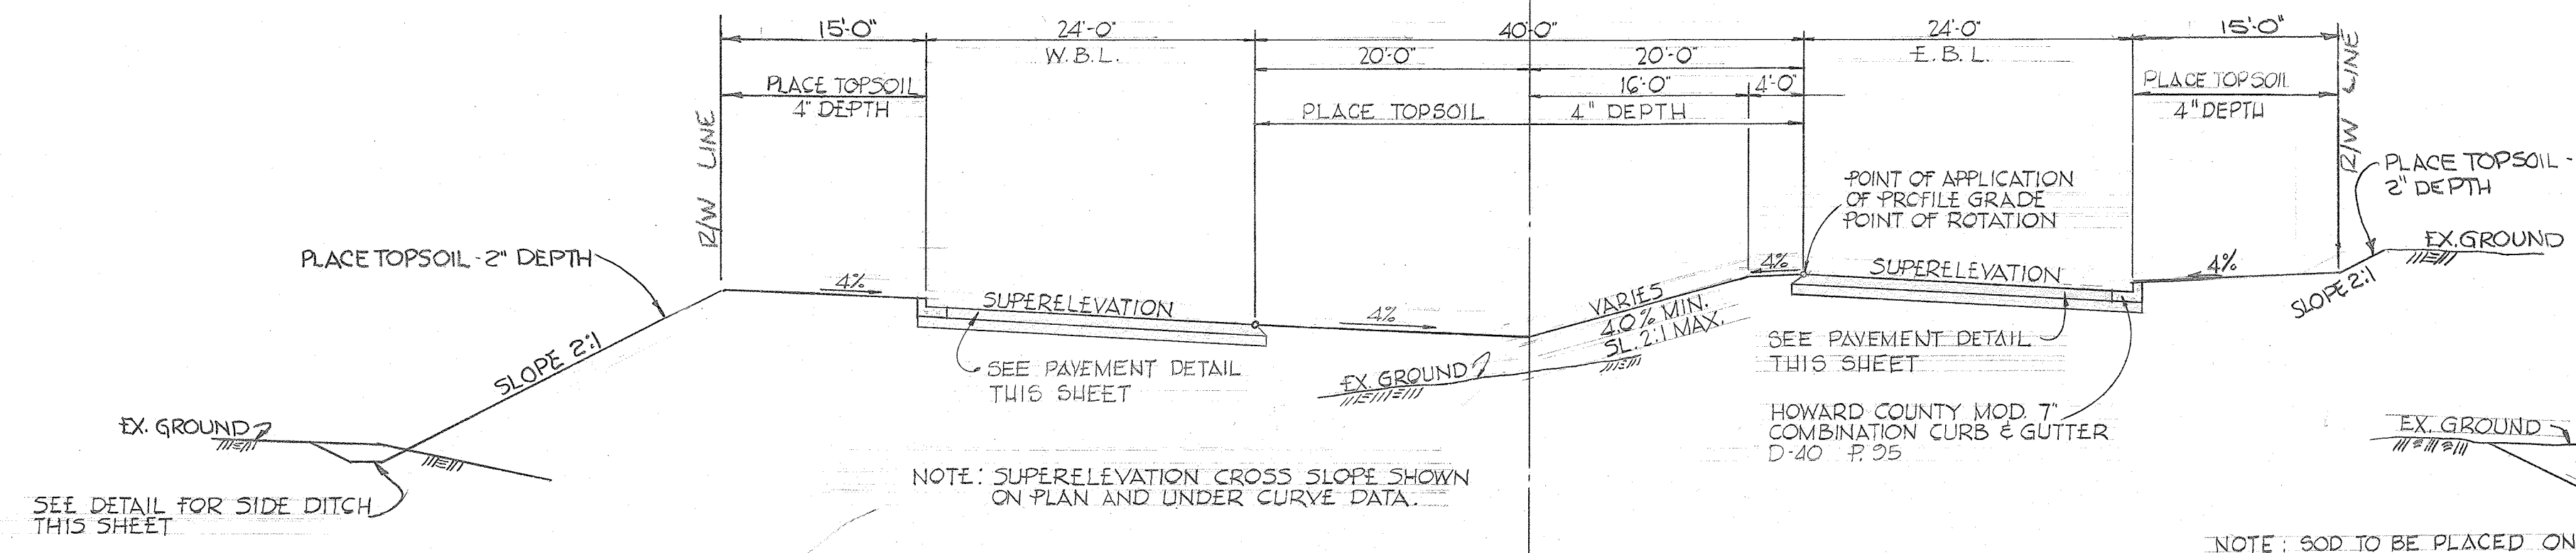 15'-0"
24'-0"
40'-0"
24'-0"
15'-0"
W.B.L.
20'-0"
20'-0"
E.B.L.
PLACE TOPSOIL
4" DEPTH
16'-0"
4'-0"
PLACE TOPSOIL
4" DEPTH
PLACE TOPSOIL
4" DEPTH
R/W LINE
R/W LINE
PLACE TOPSOIL -
2" DEPTH
POINT OF APPLICATION
OF PROFILE GRADE
POINT OF ROTATION
PLACE TOPSOIL - 2" DEPTH
EX. GROUND
4%
SUPERELEVATION
4%
VARIES
4.0% MIN.
SL. 2:1 MAX.
4%
SUPERELEVATION
4%
SLOPE 2:1
SLOPE 2:1
SEE PAVEMENT DETAIL
THIS SHEET
EX. GROUND
SEE PAVEMENT DETAIL
THIS SHEET
HOWARD COUNTY MOD. 7"
COMBINATION CURB & GUTTER
D-40 P. 95
EX. GROUND
EX. GROUND
SEE DETAIL FOR SIDE DITCH
THIS SHEET
NOTE: SUPERELEVATION CROSS SLOPE SHOWN
ON PLAN AND UNDER CURVE DATA.
NOTE: SOD TO BE PLACED ON